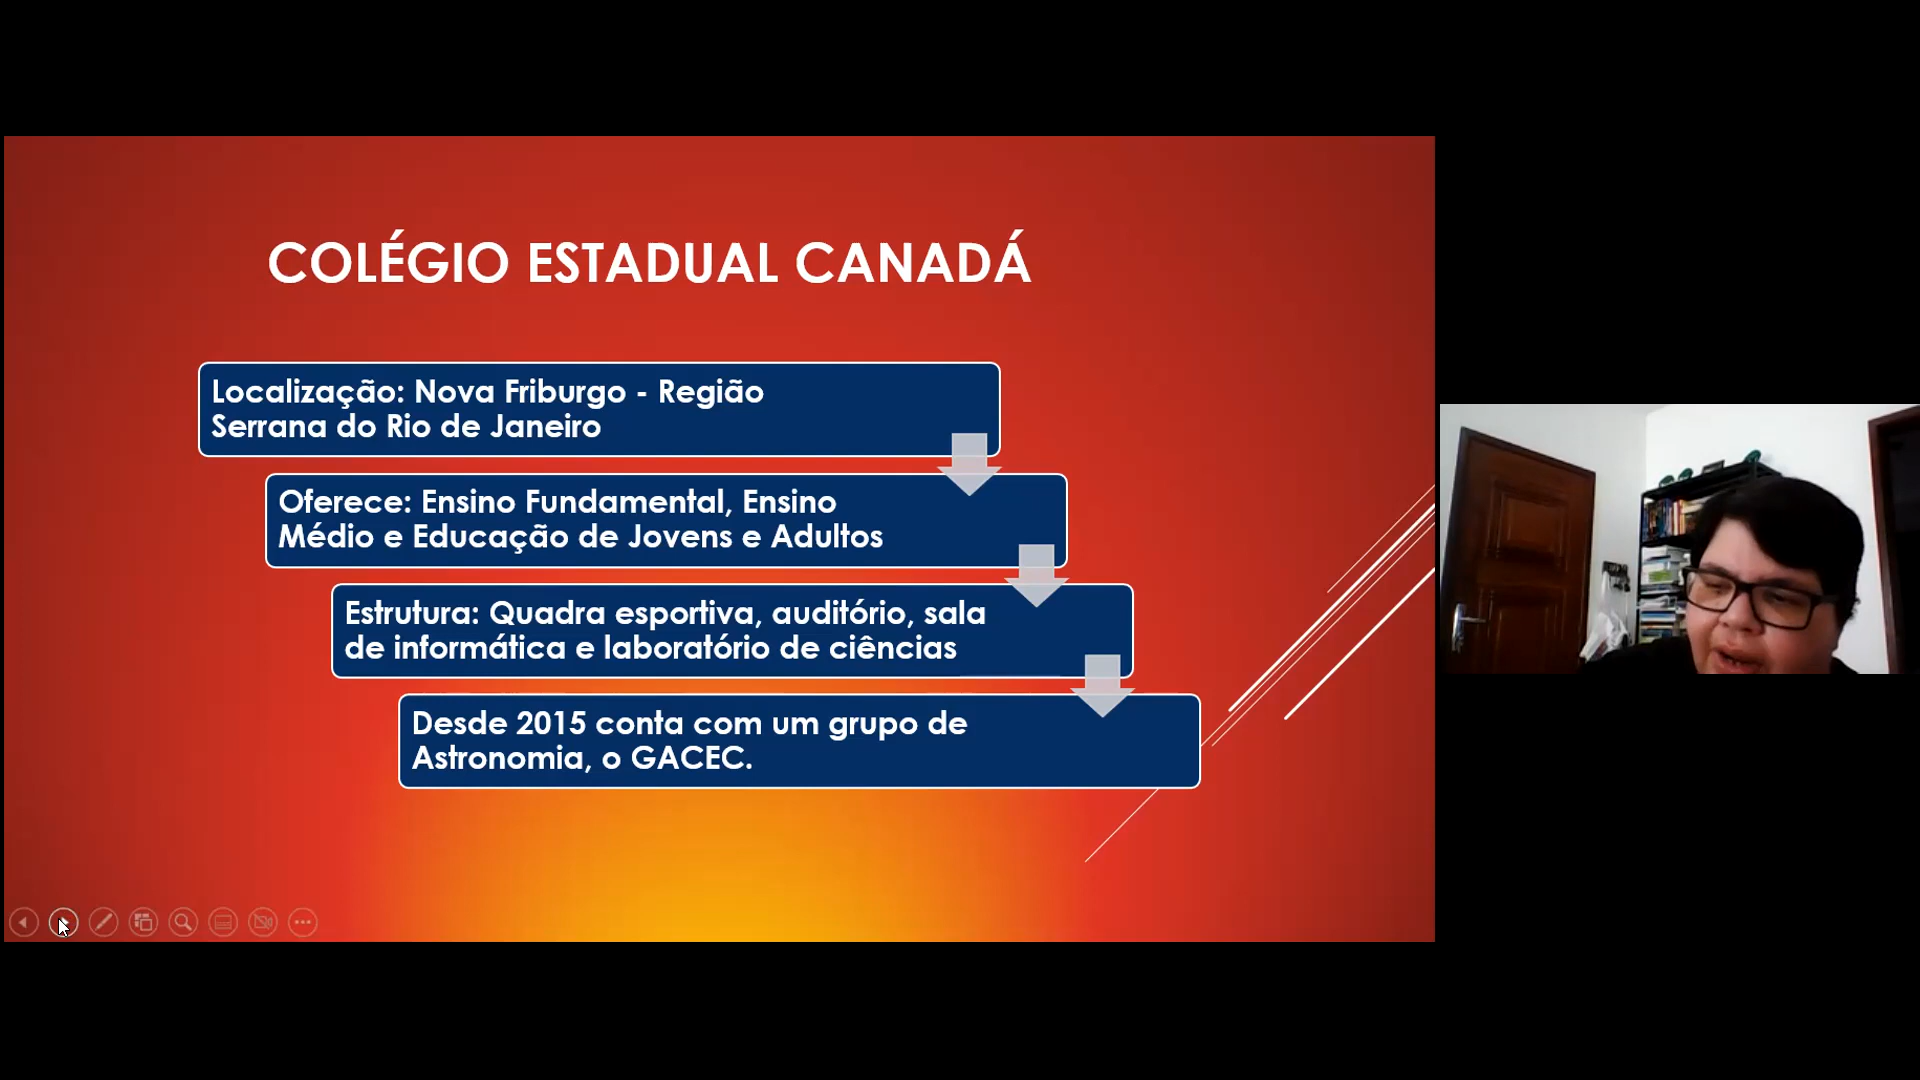 COLÉGIO ESTADUAL CANADÁ
Localização: Nova Friburgo - Região
Serrana do Rio de Janeiro
Oferece: Ensino Fundamental, Ensino
Médio e Educação de Jovens e Adultos
Estrutura: Quadra esportiva, auditório, sala
de informática e laboratório de ciências
Desde 2015 conta com um grupo de
Astronomia, o GACEC.